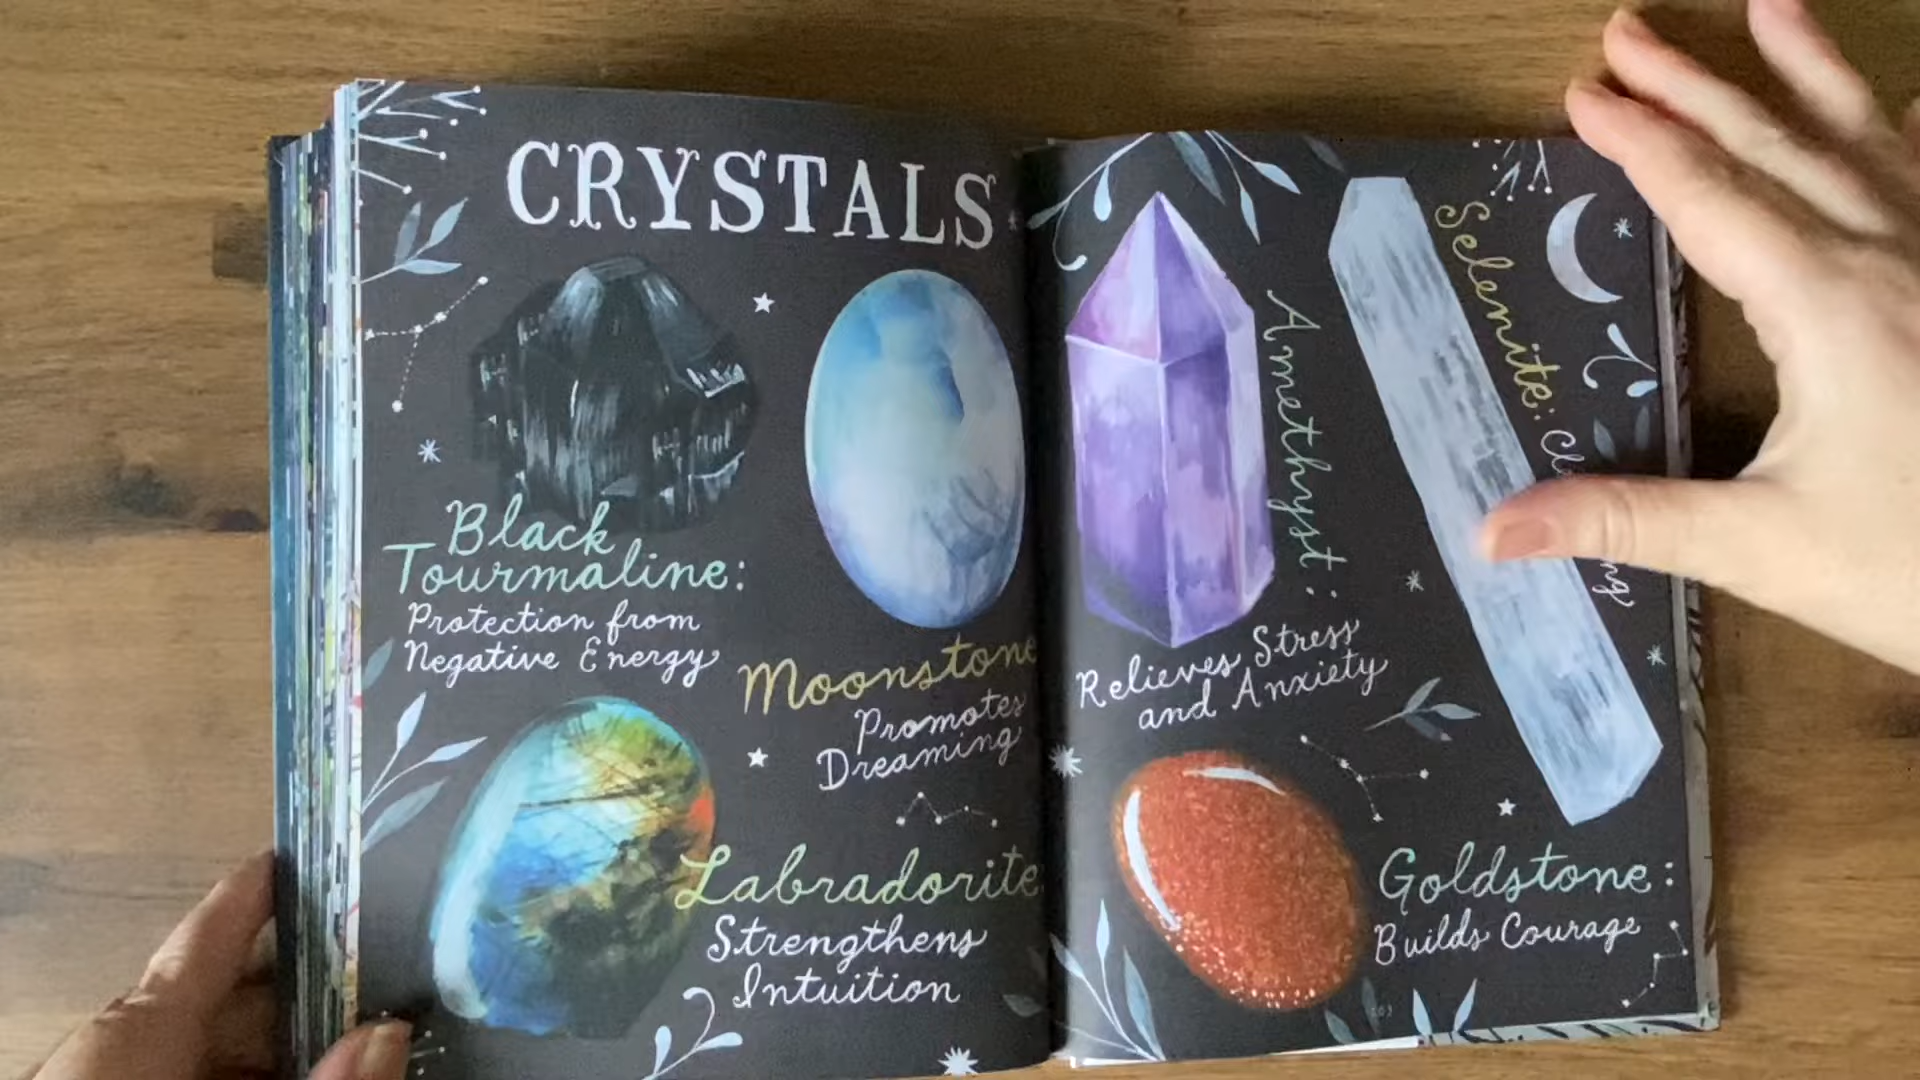 CRYSTALS
Black
Tourmaline:
Protection from
Negative Energy
Moonstone
Promotes
Dreaming
Labradorite:
Strengthens
Intuition
Amethyst:
Relieves Stress
and Anxiety
Selenite:
Goldstone:
Builds Courage